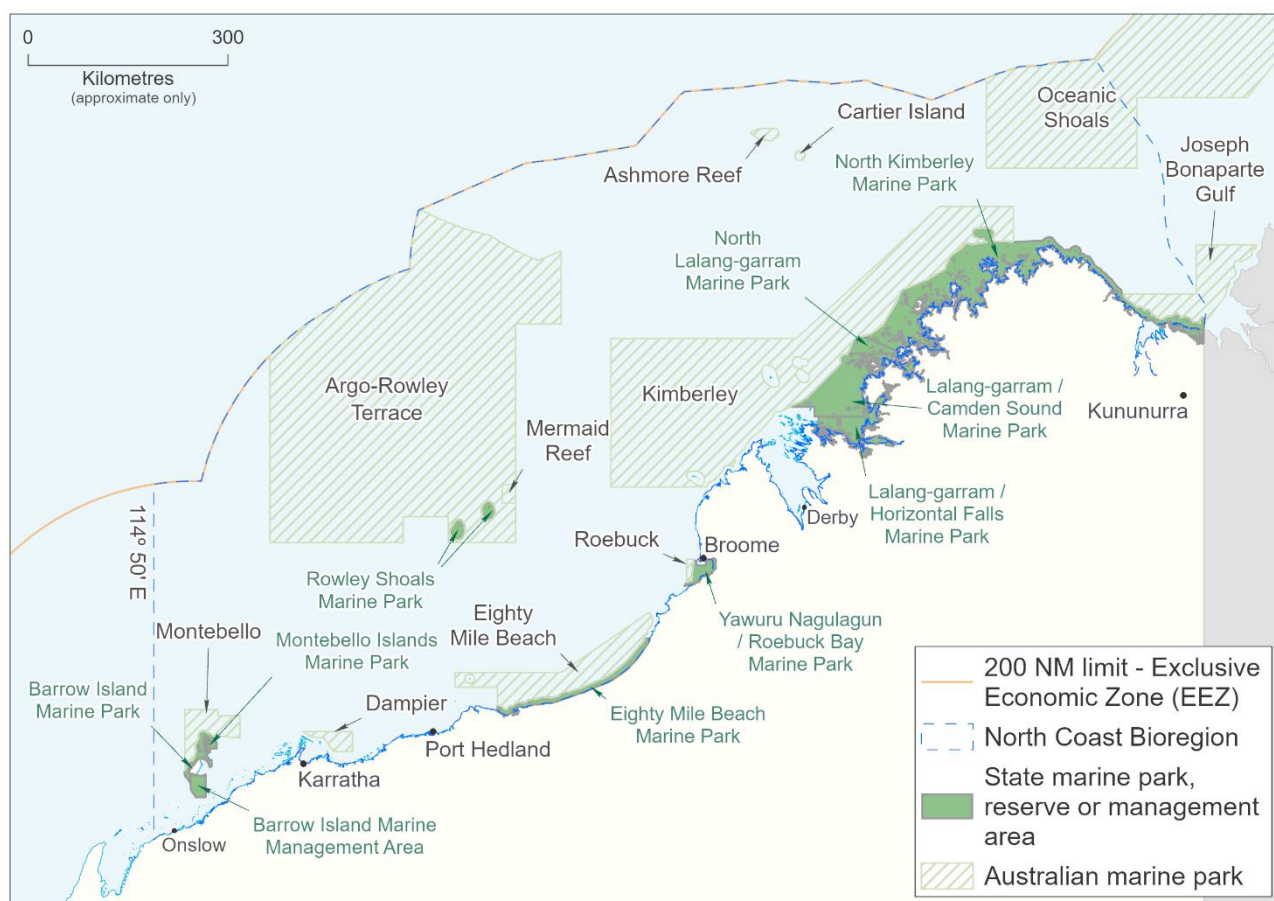 0 300
Kilometres
(approximate only)
Oceanic
Shoals
Cartier Island
Ashmore Reef
North Kimberley
Marine Park
Joseph
Bonaparte
Gulf
North
Lalang-garram
Marine Park
Argo-Rowley
Terrace
Kimberley
Mermaid
Reef
Lalang-garram /
Camden Sound
Marine Park
Kununurra
Lalang-garram /
Horizontal Falls
Marine Park
Derby
114° 50' E
Roebuck
Broome
Rowley Shoals
Marine Park
Eighty
Mile Beach
Yawuru Nagulagun
/ Roebuck Bay
Marine Park
Montebello
Montebello Islands
Marine Park
Barrow Island
Marine Park
Dampier
Eighty Mile Beach
Marine Park
Port Hedland
Karratha
Barrow Island Marine
Management Area
Onslow
200 NM limit - Exclusive
Economic Zone (EEZ)
North Coast Bioregion
State marine park,
reserve or management
area
Australian marine park